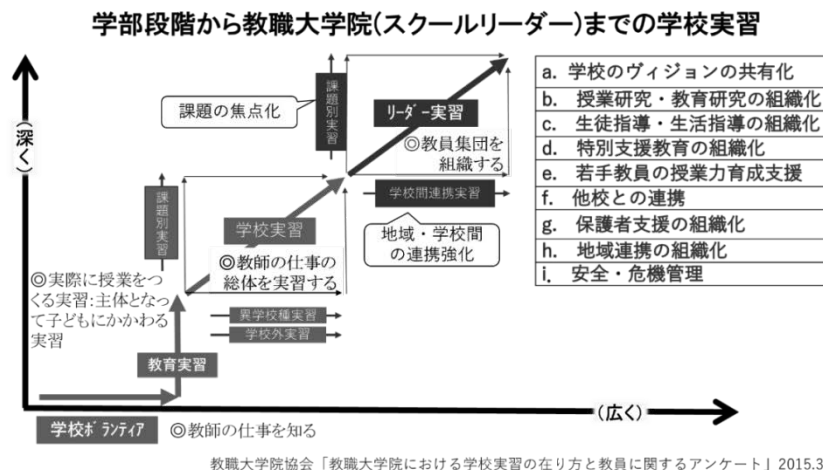 学部段階から教職大学院(スクールリーダー)までの学校実習
(深く)
課題の焦点化
課題別実習
リーダー実習
◎教員集団を
組織する
学校間連携実習
地域・学校間
の連携強化
課題別実習
学校実習
◎教師の仕事の
総体を実習する
異学校種実習
学校外実習
◎実際に授業をつ
くる実習:主体となっ
て子どもにかかわる
実習
教育実習
(広く)
学校ボランティア
◎教師の仕事を知る
a. 学校のヴィジョンの共有化
b. 授業研究・教育研究の組織化
c. 生徒指導・生活指導の組織化
d. 特別支援教育の組織化
e. 若手教員の授業力育成支援
f. 他校との連携
g. 保護者支援の組織化
h. 地域連携の組織化
i. 安全・危機管理
教職大学院協会「教職大学院における学校実習の在り方と教員に関するアンケート」2015.3